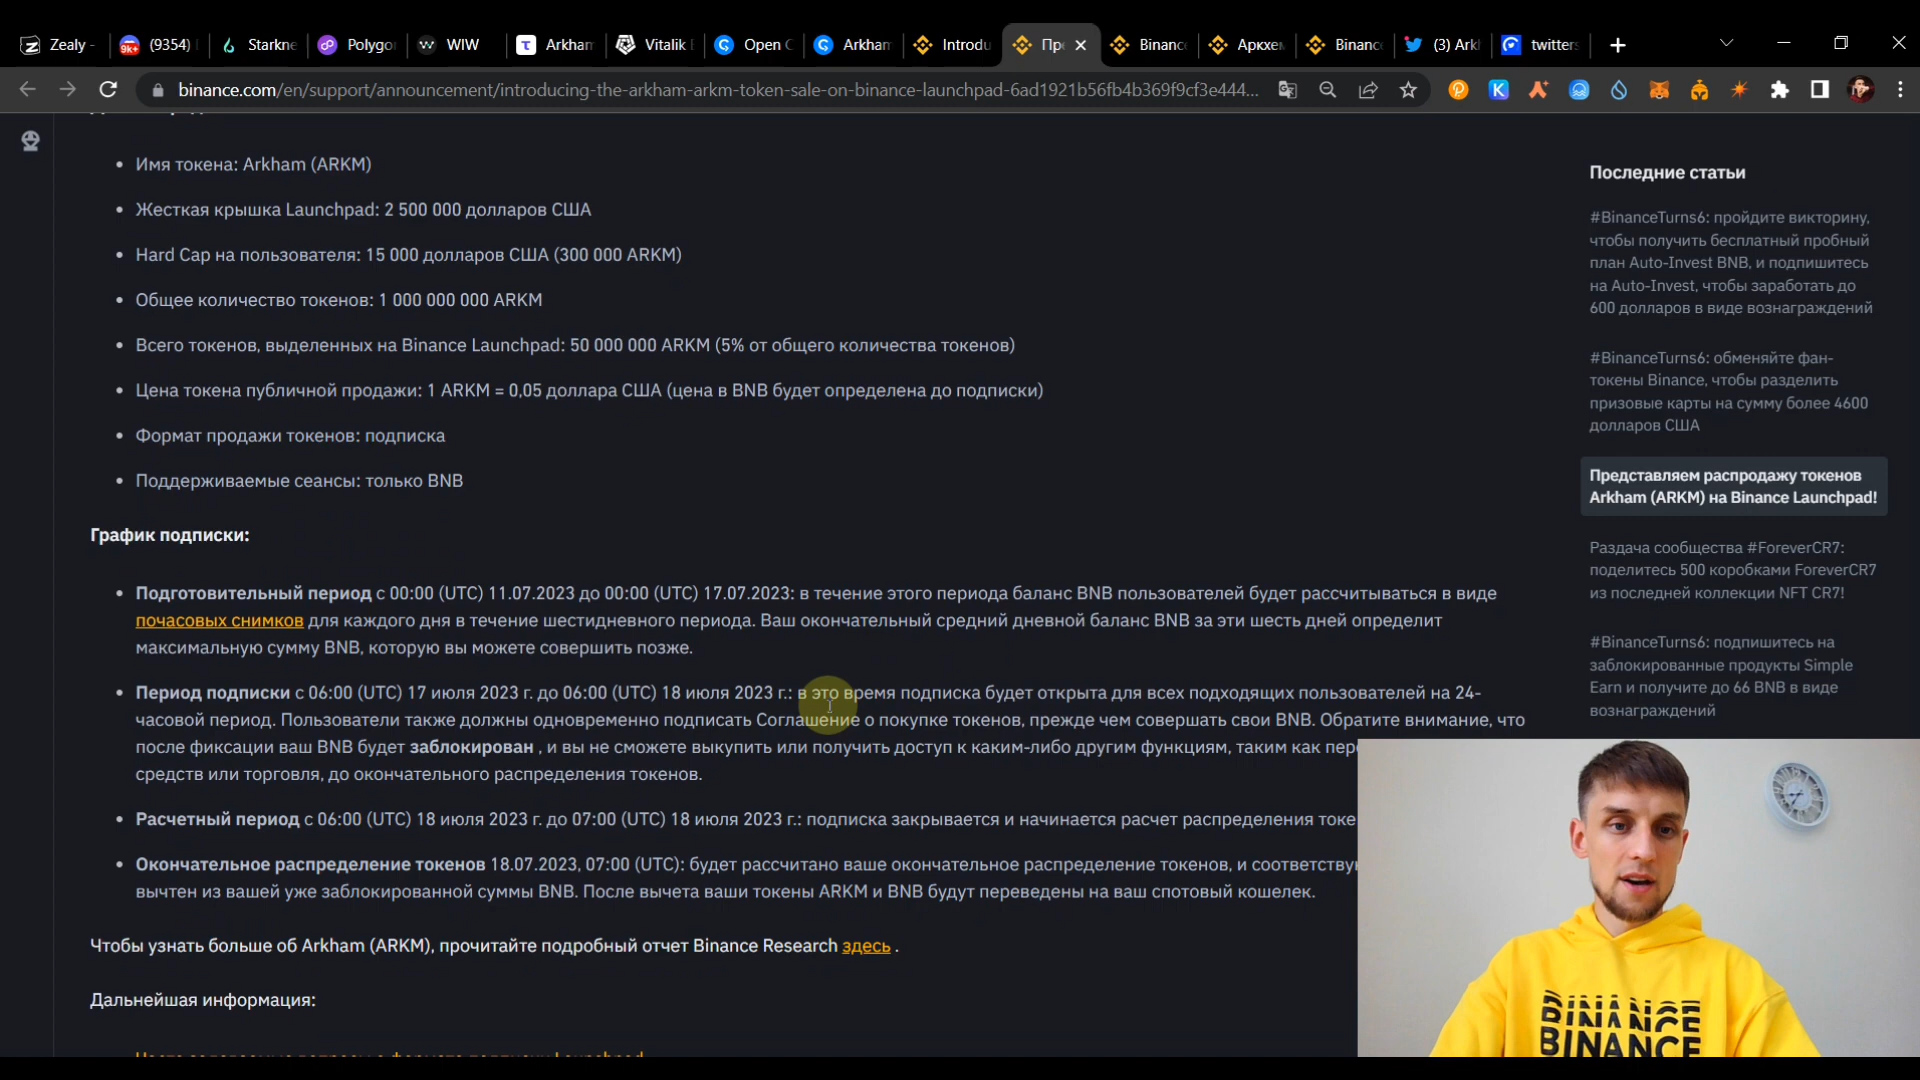 Zealy -
9K+ (9354)
Starkne
Polygo
WIW
Arkham
Vitalik
Open
Arkham
Introdu
Пр
Binanc
Аркхем
Binanc
(3) Ark
twitter
binance.com/en/support/announcement/introducing-the-arkham-arkm-token-sale-on-binance-launchpad-6ad1921b56fb4b369f9cf3e444...
Имя токена: Arkham (ARKM)
Жесткая крышка Launchpad: 2 500 000 долларов США
Hard Cap на пользователя: 15 000 долларов США (300 000 ARKM)
Общее количество токенов: 1 000 000 000 ARKM
Всего токенов, выделенных на Binance Launchpad: 50 000 000 ARKM (5% от общего количества токенов)
Цена токена публичной продажи: 1 ARKM = 0,05 доллара США (цена в BNB будет определена до подписки)
Формат продажи токенов: подписка
Поддерживаемые сеансы: только BNB
График подписки:
Подготовительный период с 00:00 (UTC) 11.07.2023 до 00:00 (UTC) 17.07.2023: в течение этого периода баланс BNB пользователей будет рассчитываться в виде
почасовых снимков для каждого дня в течение шестидневного периода. Ваш окончательный средний дневной баланс BNB за эти шесть дней определит
максимальную сумму BNB, которую вы можете совершить позже.
Период подписки с 06:00 (UTC) 17 июля 2023 г. до 06:00 (UTC) 18 июля 2023 г.: в это время подписка будет открыта для всех подходящих пользователей на 24-
часовой период. Пользователи также должны одновременно подписать Соглашение о покупке токенов, прежде чем совершать свои BNB. Обратите внимание, что
после фиксации ваш BNB будет заблокирован , и вы не сможете выкупить или получить доступ к каким-либо другим функциям, таким как пере
средств или торговля, до окончательного распределения токенов.
Расчетный период с 06:00 (UTC) 18 июля 2023 г. до 07:00 (UTC) 18 июля 2023 г.: подписка закрывается и начинается расчет распределения токе
Окончательное распределение токенов 18.07.2023, 07:00 (UTC): будет рассчитано ваше окончательное распределение токенов, и соответствую
вычтен из вашей уже заблокированной суммы BNB. После вычета ваши токены ARKM и BNB будут переведены на ваш спотовый кошелек.
Чтобы узнать больше об Arkham (ARKM), прочитайте подробный отчет Binance Research здесь .
Дальнейшая информация:
Последние статьи
#BinanceTurns6: пройдите викторину,
чтобы получить бесплатный пробный
план Auto-Invest BNB, и подпишитесь
на Auto-Invest, чтобы заработать до
600 долларов в виде вознаграждений
#BinanceTurns6: обменяйте фан-
токены Binance, чтобы разделить
призовые карты на сумму более 4600
долларов США
Представляем распродажу токенов
Arkham (ARKM) на Binance Launchpad!
Раздача сообщества #ForeverCR7:
поделитесь 500 коробками ForeverCR7
из последней коллекции NFT CR7!
#BinanceTurns6: подпишитесь на
заблокированные продукты Simple
Earn и получите до 66 BNB в виде
вознаграждений
BINANCE
BINANCE